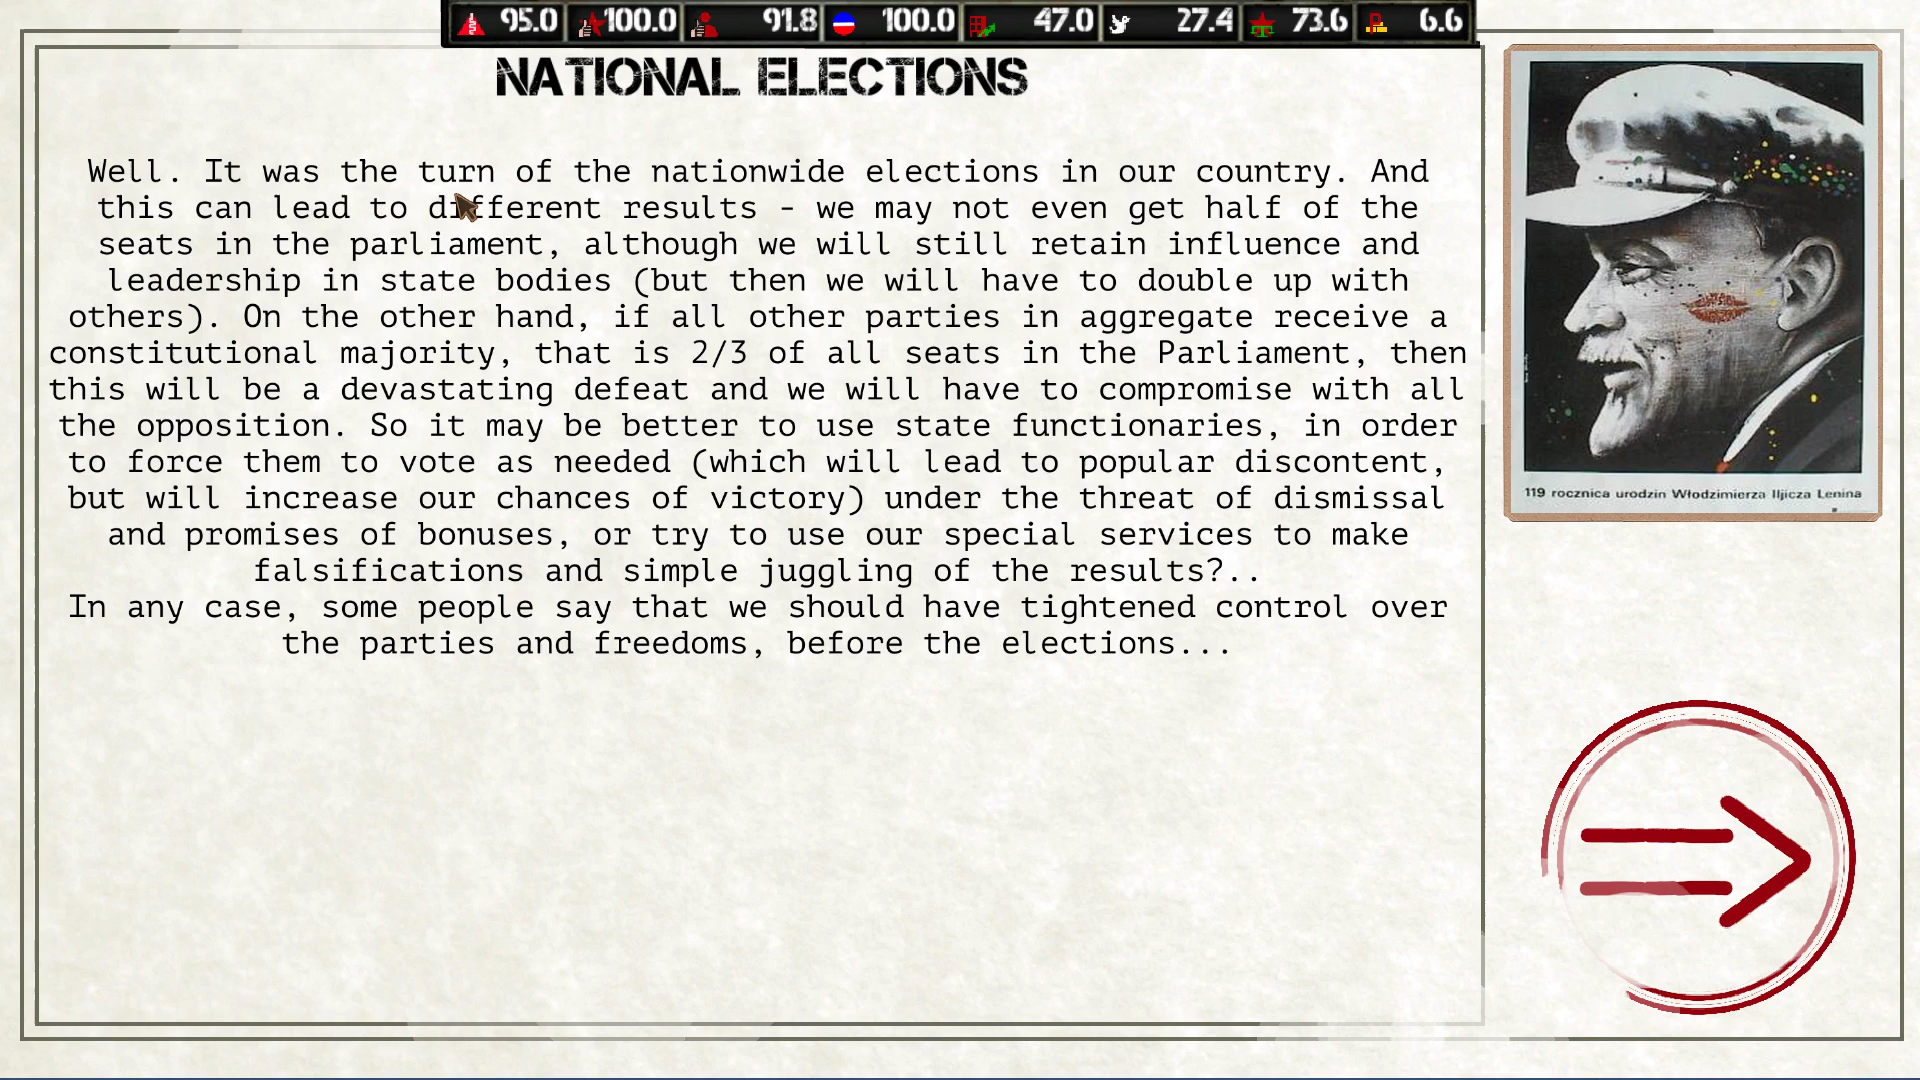 95.0 100.0 91.8 100.0 47.0 27.4 73.6 6.6
NATIONAL ELECTIONS
Well. It was the turn of the nationwide elections in our country. And
this can lead to different results - we may not even get half of the
seats in the parliament, although we will still retain influence and
leadership in state bodies (but then we will have to double up with
others). On the other hand, if all other parties in aggregate receive a
constitutional majority, that is 2/3 of all seats in the Parliament, then
this will be a devastating defeat and we will have to compromise with all
the opposition. So it may be better to use state functionaries, in order
to force them to vote as needed (which will lead to popular discontent,
but will increase our chances of victory) under the threat of dismissal
and promises of bonuses, or try to use our special services to make
falsifications and simple juggling of the results?..
In any case, some people say that we should have tightened control over
the parties and freedoms, before the elections...
119 rocznica urodzin Włodzimierza Iljicza Lenina